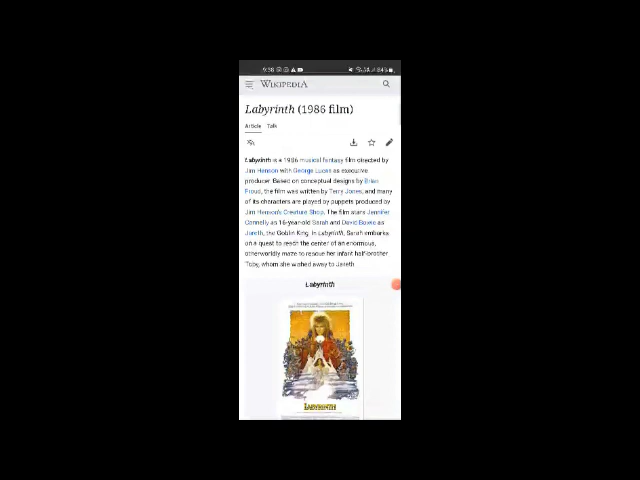 9:38
84%
WIKIPEDIA
Labyrinth (1986 film)
Article Talk
Labyrinth is a 1986 musical fantasy film directed by
Jim Henson with George Lucas as executive
producer. Based on conceptual designs by Brian
Froud, the film was written by Terry Jones, and many
of its characters are played by puppets produced by
Jim Henson's Creature Shop. The film stars Jennifer
Connelly as 16-year-old Sarah and David Bowie as
Jareth, the Goblin King. In Labyrinth, Sarah embarks
on a quest to reach the center of an enormous,
otherworldly maze to rescue her infant half-brother
Toby, whom she wished away to Jareth.
Labyrinth
LABYRINTH